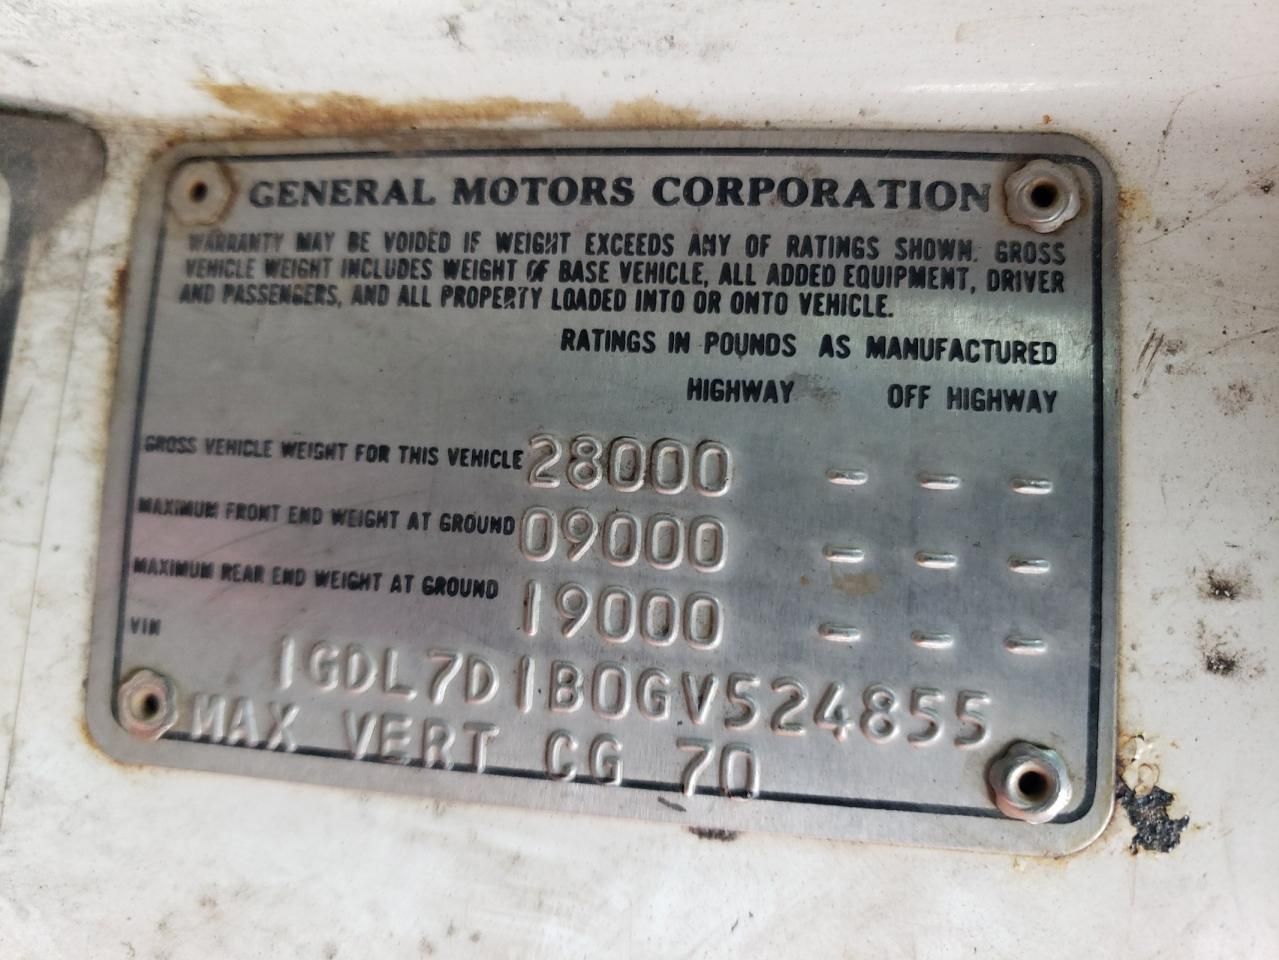 GENERAL MOTORS CORPORATION
WARRANTY MAY BE VOIDED IF WEIGHT EXCEEDS ANY OF RATINGS SHOWN. GROSS
VEHICLE WEIGHT INCLUDES WEIGHT OF BASE VEHICLE, ALL ADDED EQUIPMENT, DRIVER
AND PASSENGERS, AND ALL PROPERTY LOADED INTO OR ONTO VEHICLE.
RATINGS IN POUNDS AS MANUFACTURED
HIGHWAY OFF HIGHWAY
GROSS VEHICLE WEIGHT FOR THIS VEHICLE 28000 - - -
MAXIMUM FRONT END WEIGHT AT GROUND 09000 - - -
MAXIMUM REAR END WEIGHT AT GROUND 19000 - - -
VIN
1GDL7D1B0GV524855
MAX VERT CG 70